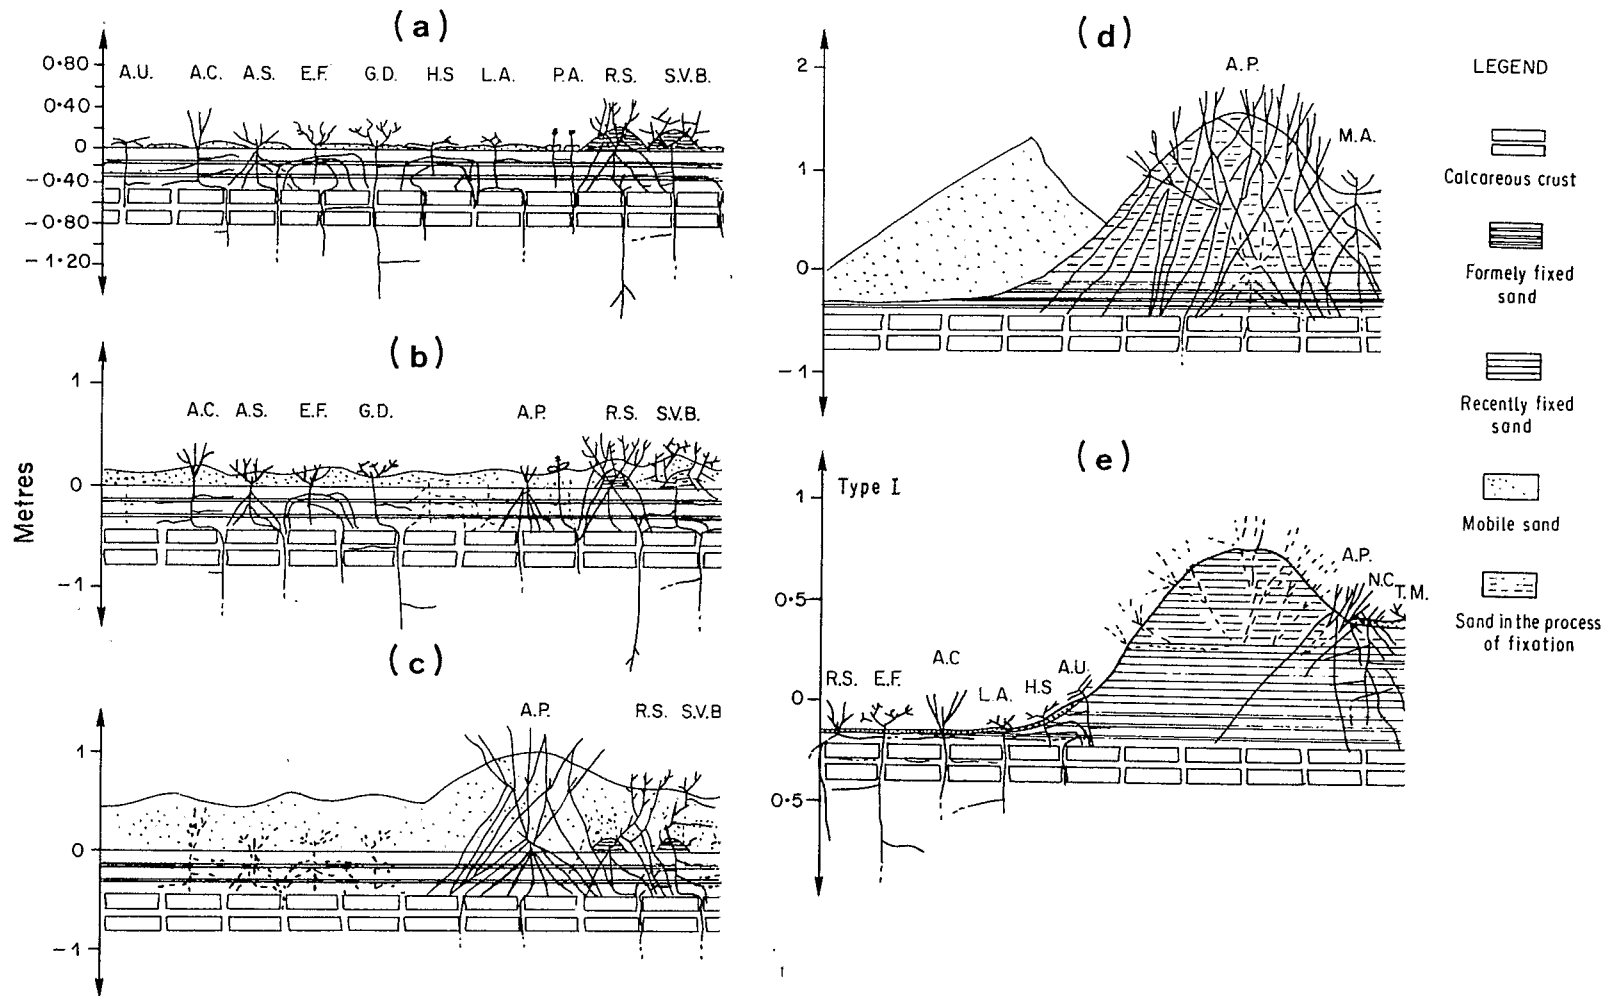 (a)
0·80
0·40
0
-0·40
-0·80
-1·20
A.U. A.C. A.S. E.F. G.D. H.S L.A. P.A. R.S. S.V.B.
(b)
1
0
-1
A.C. A.S. E.F. G.D. A.P. R.S. S.V.B.
Metres
(c)
1
0
-1
A.P. R.S. S.V.B
(d)
2
1
0
-1
A.P.
M.A.
(e)
Type I
1
0·5
0
0·5
R.S. E.F. A.C L.A. H.S A.U. A.P. N.C T.M.
LEGEND
Calcareous crust
Formely fixed
sand
Recently fixed
sand
Mobile sand
Sand in the process
of fixation